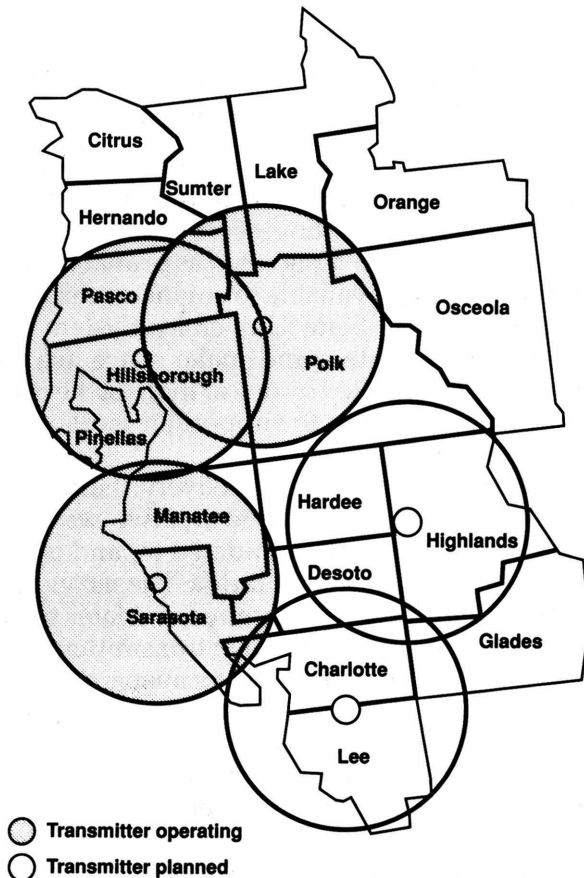 Citrus
Lake
Sumter
Orange
Hernando
Pasco
Osceola
Polk
Hillsborough
Pinellas
Hardee
Manatee
Highlands
Desoto
Sarasota
Glades
Charlotte
Lee
Transmitter operating
Transmitter planned